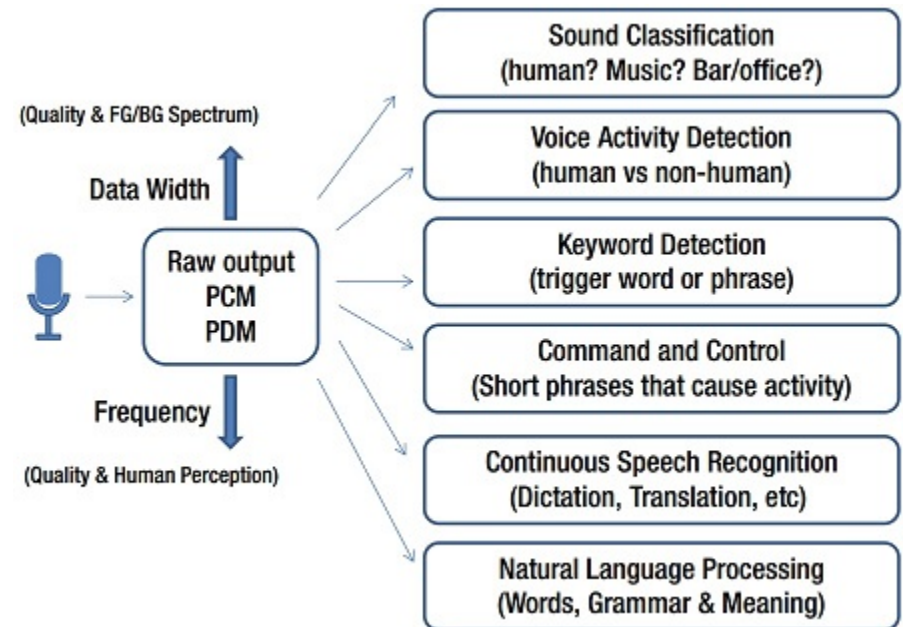 (Quality & FG/BG Spectrum)
Data Width
Raw output
PCM
PDM
Frequency
(Quality & Human Perception)
Sound Classification
(human? Music? Bar/office?)
Voice Activity Detection
(human vs non-human)
Keyword Detection
(trigger word or phrase)
Command and Control
(Short phrases that cause activity)
Continuous Speech Recognition
(Dictation, Translation, etc)
Natural Language Processing
(Words, Grammar & Meaning)